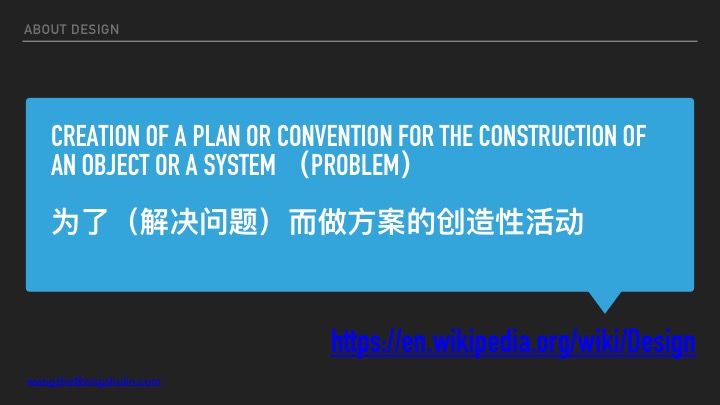 ABOUT DESIGN
CREATION OF A PLAN OR CONVENTION FOR THE CONSTRUCTION OF
AN OBJECT OR A SYSTEM （PROBLEM）
为了（解决问题）而做方案的创造性活动
https://en.wikipedia.org/wiki/Design